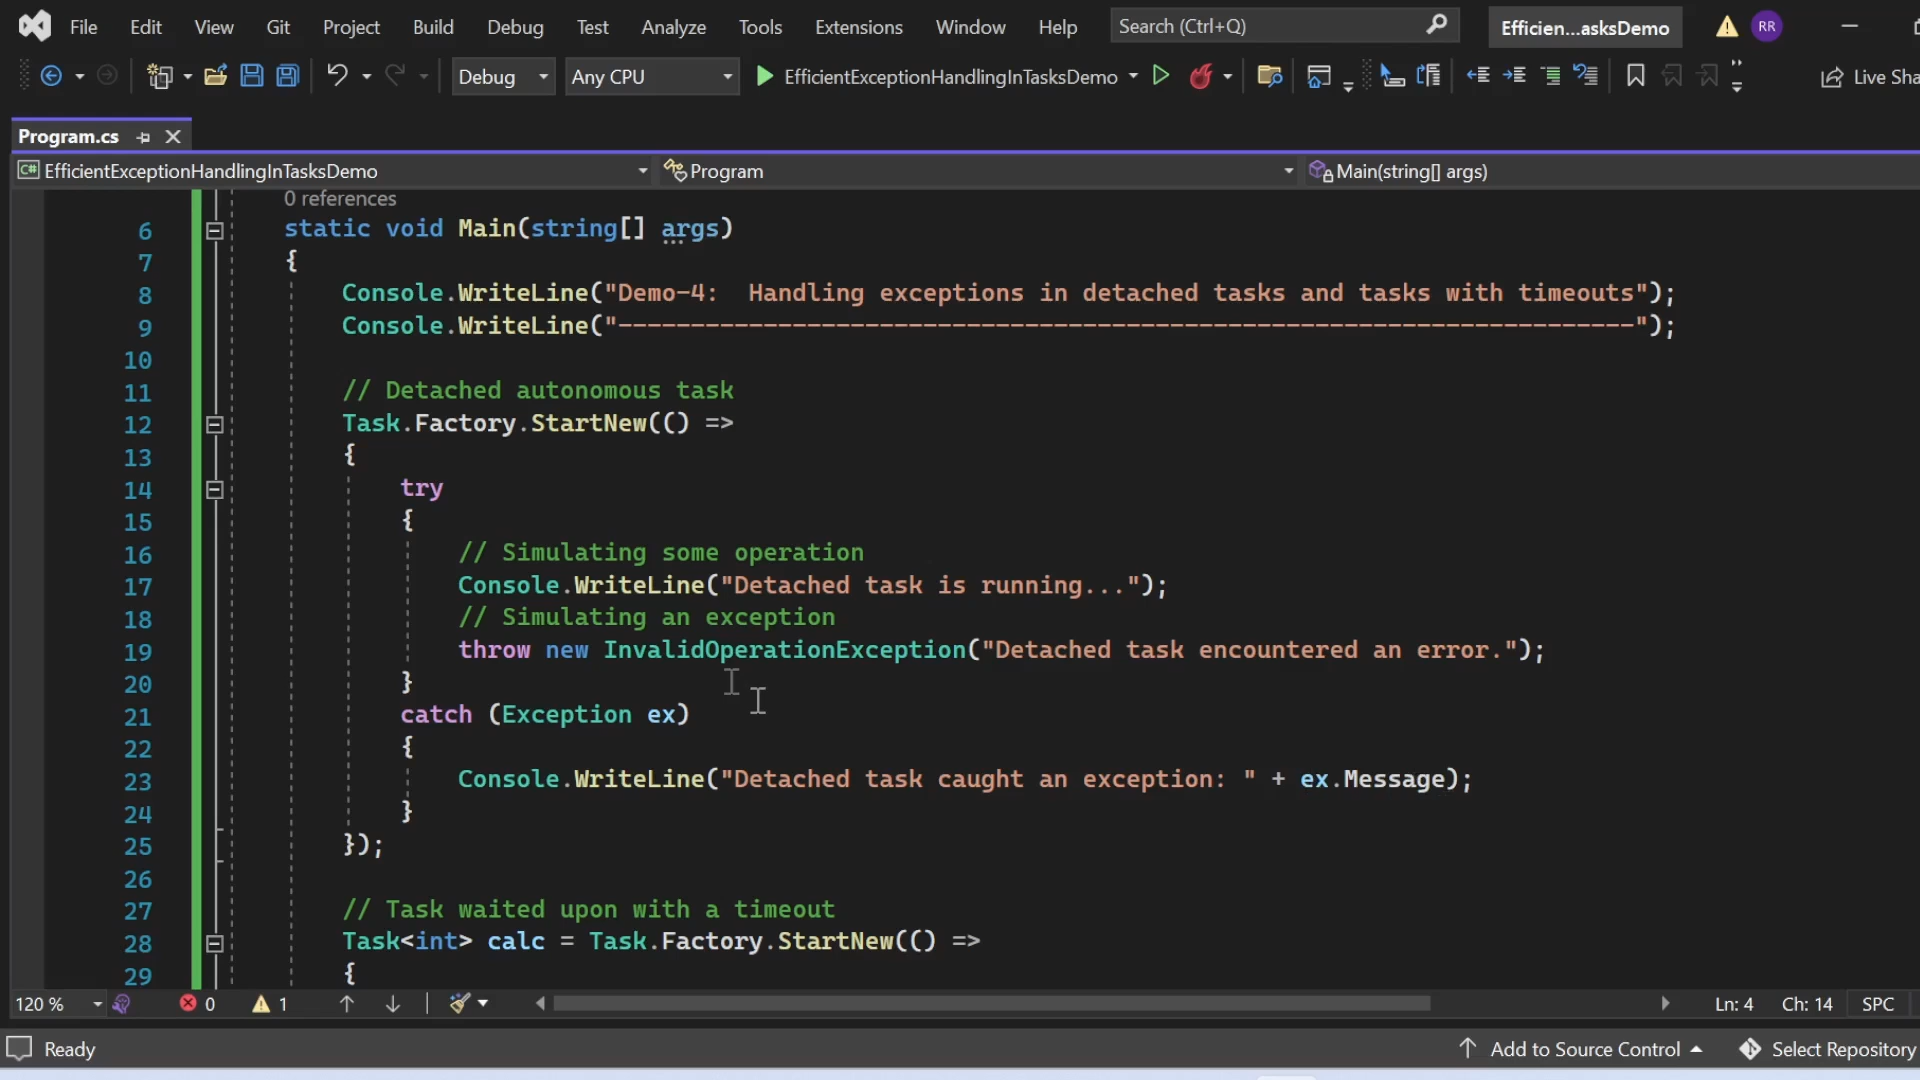 File Edit View Git Project Build Debug Test Analyze Tools Extensions Window Help Search (Ctrl+Q) Efficien...asksDemo RR
Debug Any CPU EfficientExceptionHandlingInTasksDemo Live Sha
Program.cs
C# EfficientExceptionHandlingInTasksDemo Program Main(string[] args)
0 references
6 static void Main(string[] args)
7 {
8 Console.WriteLine("Demo-4:  Handling exceptions in detached tasks and tasks with timeouts");
9 Console.WriteLine("----------------------------------------------------------------------");
10
11 // Detached autonomous task
12 Task.Factory.StartNew(() =>
13 {
14 try
15 {
16 // Simulating some operation
17 Console.WriteLine("Detached task is running...");
18 // Simulating an exception
19 throw new InvalidOperationException("Detached task encountered an error.");
20 }
21 catch (Exception ex)
22 {
23 Console.WriteLine("Detached task caught an exception: " + ex.Message);
24 }
25 });
26
27 // Task waited upon with a timeout
28 Task<int> calc = Task.Factory.StartNew(() =>
29 {
120 % 0 1 Ln: 4 Ch: 14 SPC
Ready Add to Source Control Select Repository